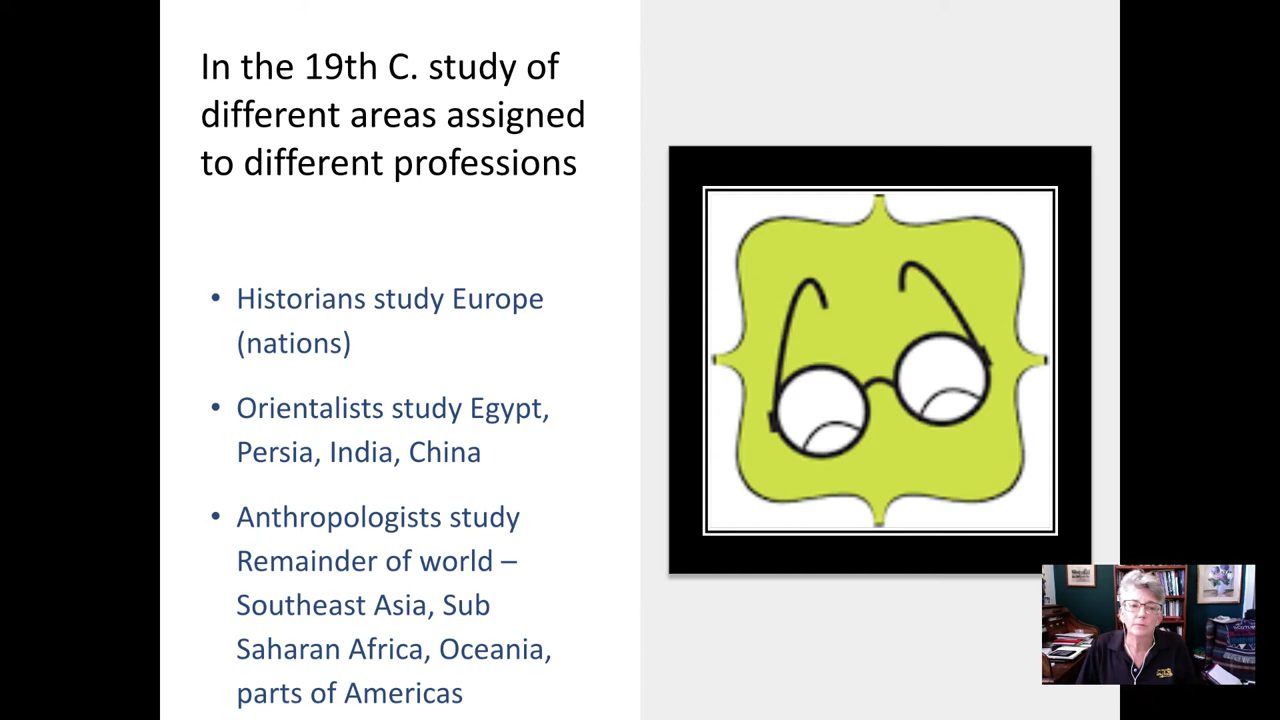 In the 19th C. study of
different areas assigned
to different professions
• Historians study Europe
(nations)
• Orientalists study Egypt,
Persia, India, China
• Anthropologists study
Remainder of world –
Southeast Asia, Sub
Saharan Africa, Oceania,
parts of Americas